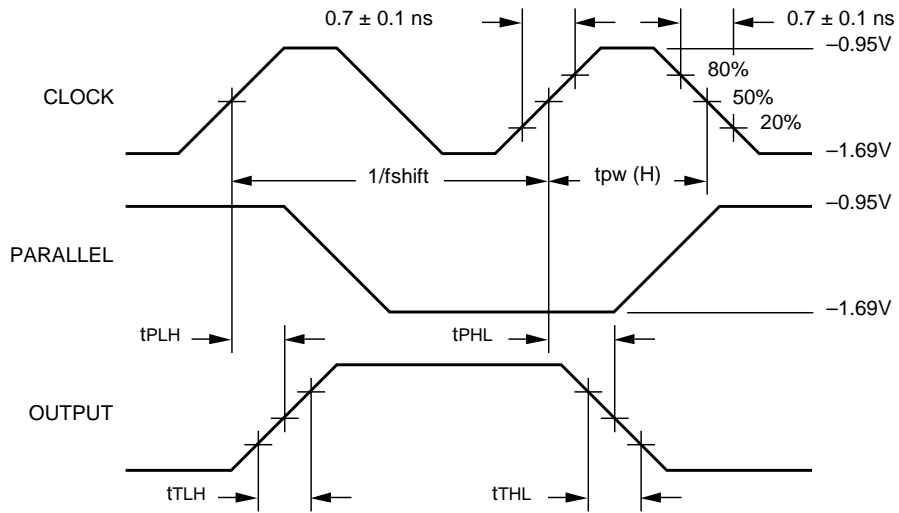 0.7 ± 0.1 ns
0.7 ± 0.1 ns
–0.95V
80%
CLOCK
50%
20%
–1.69V
1/fshift
tpw (H)
–0.95V
PARALLEL
–1.69V
tPLH
tPHL
OUTPUT
tTLH
tTHL